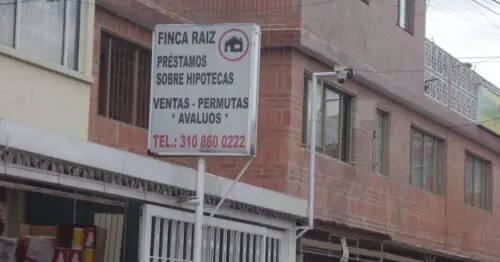 FINCA RAIZ
PRÉSTAMOS
SOBRE HIPOTECAS
VENTAS - PERMUTAS
* AVALUOS *
TEL.: 310 860 0222